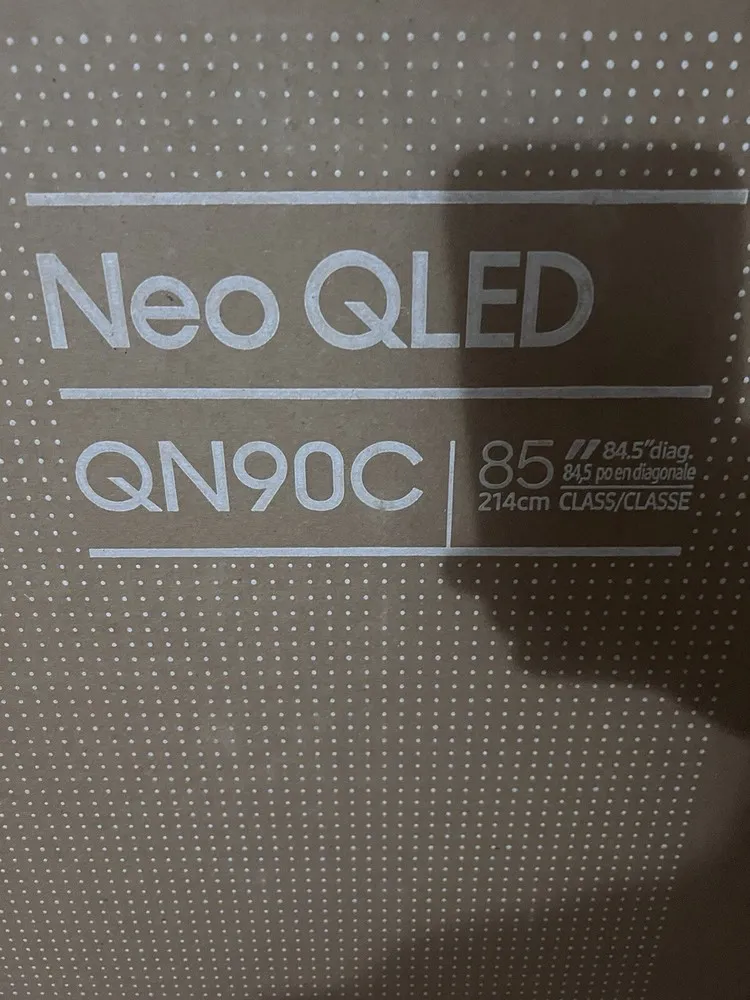 Neo QLED
QN90C
85" 84.5"diag.
84,5 po en diagonale
214cm CLASS/CLASSE